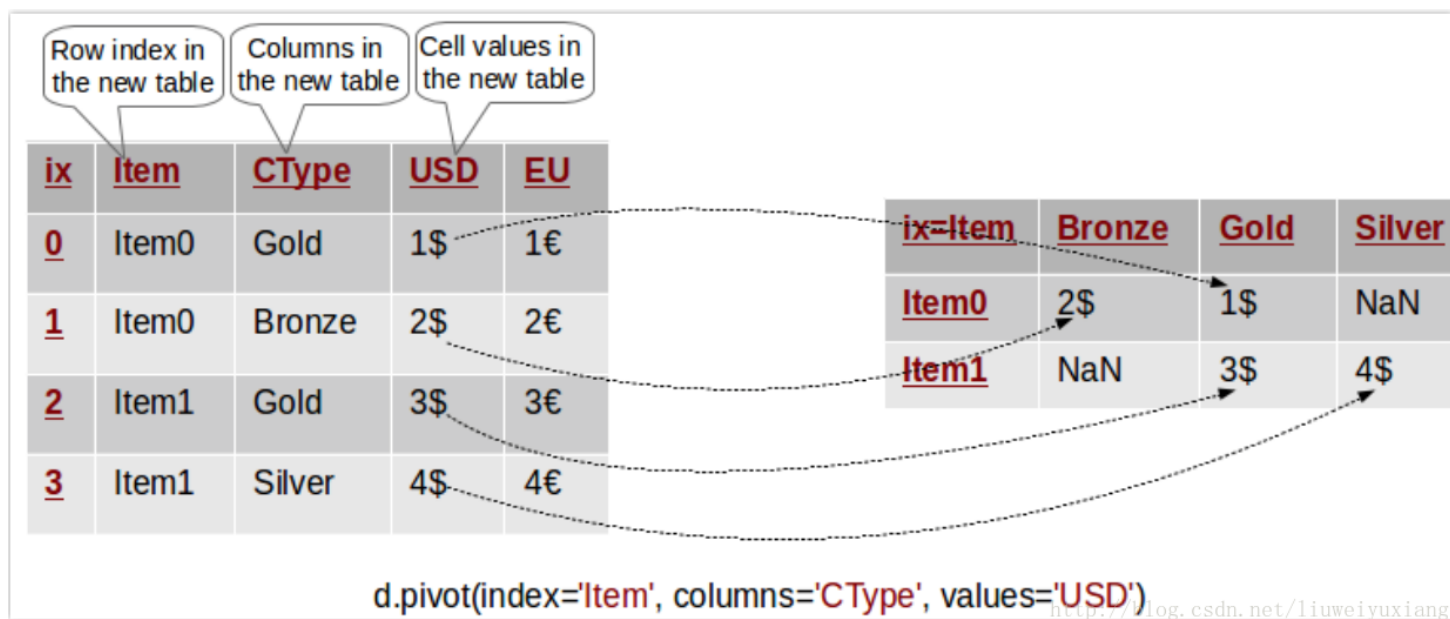 Row index in
the new table
Columns in
the new table
Cell values in
the new table
ix Item CType USD EU
0 Item0 Gold 1$ 1€
1 Item0 Bronze 2$ 2€
2 Item1 Gold 3$ 3€
3 Item1 Silver 4$ 4€
ix=Item Bronze Gold Silver
Item0 2$ 1$ NaN
Item1 NaN 3$ 4$
d.pivot(index='Item', columns='CType', values='USD')
http://blog.csdn.net/liuweiyuxiang